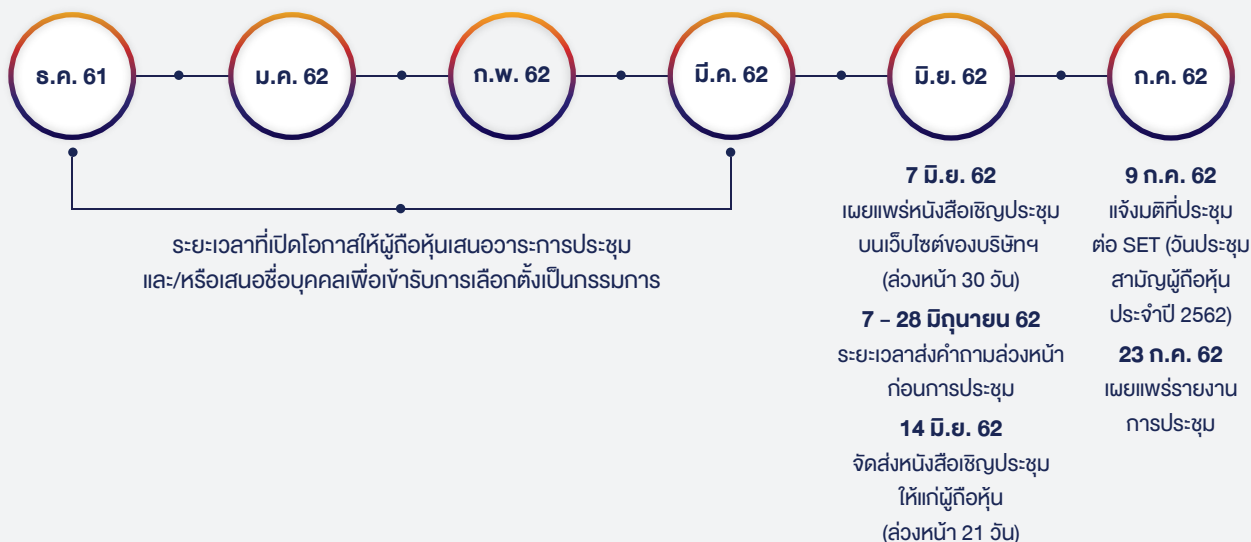 ธ.ค. 61
ม.ค. 62
ก.พ. 62
มี.ค. 62
มิ.ย. 62
ก.ค. 62
ระยะเวลาที่เปิดโอกาสให้ผู้ถือหุ้นเสนอวาระการประชุม
และ/หรือเสนอชื่อบุคคลเพื่อเข้ารับการเลือกตั้งเป็นกรรมการ
7 มิ.ย. 62
เผยแพร่หนังสือเชิญประชุม
บนเว็บไซต์ของบริษัทฯ
(ล่วงหน้า 30 วัน)
7 - 28 มิถุนายน 62
ระยะเวลาส่งคำถามล่วงหน้า
ก่อนการประชุม
14 มิ.ย. 62
จัดส่งหนังสือเชิญประชุม
ให้แก่ผู้ถือหุ้น
(ล่วงหน้า 21 วัน)
9 ก.ค. 62
แจ้งมติที่ประชุม
ต่อ SET (วันประชุม
สามัญผู้ถือหุ้น
ประจำปี 2562)
23 ก.ค. 62
เผยแพร่รายงาน
การประชุม